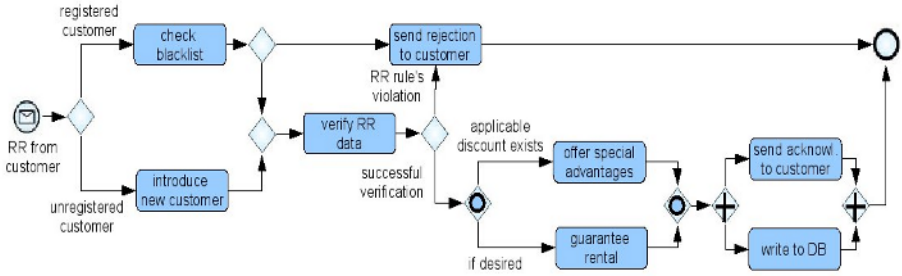 registered
customer
check
blacklist
send rejection
to customer
RR rule's
violation
RR from
customer
verify RR
data
applicable
discount exists
offer special
advantages
send acknowl.
to customer
successful
verification
introduce
new customer
unregistered
customer
if desired
guarantee
rental
write to DB